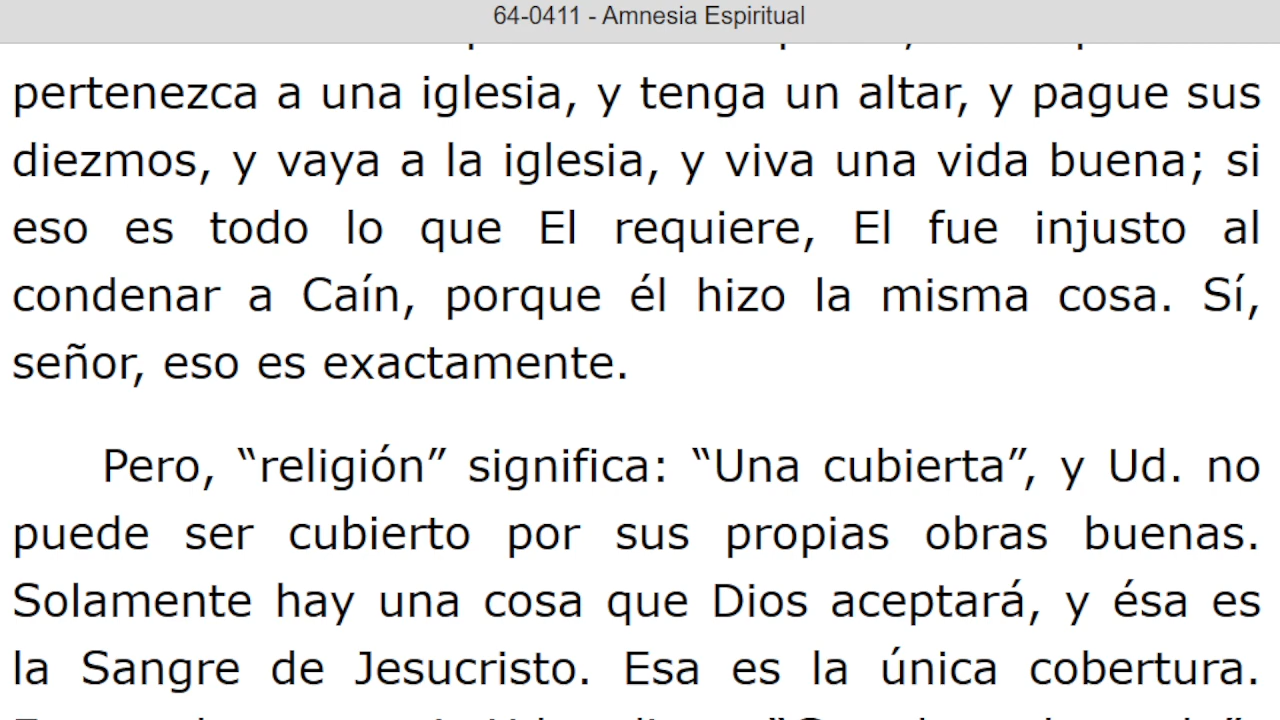 64-0411 - Amnesia Espiritual
pertenezca a una iglesia, y tenga un altar, y pague sus
diezmos, y vaya a la iglesia, y viva una vida buena; si
eso es todo lo que El requiere, El fue injusto al
condenar a Caín, porque él hizo la misma cosa. Sí,
señor, eso es exactamente.
Pero, “religión” significa: “Una cubierta”, y Ud. no
puede ser cubierto por sus propias obras buenas.
Solamente hay una cosa que Dios aceptará, y ésa es
la Sangre de Jesucristo. Esa es la única cobertura.